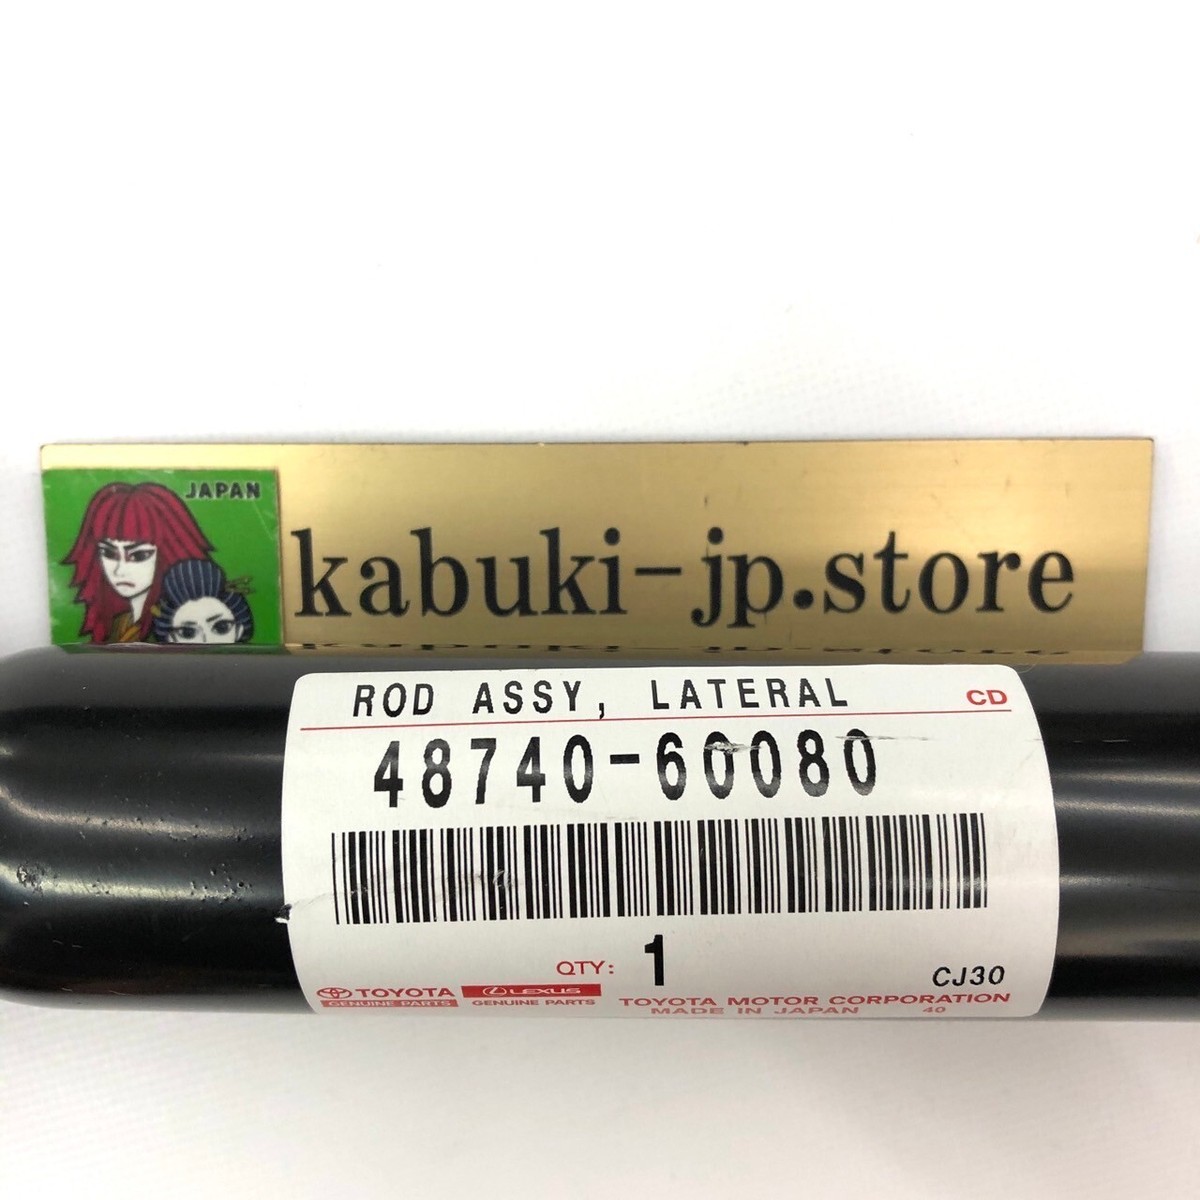 JAPAN
kabuki-jp.store
ROD ASSY, LATERAL CD
48740-60080
QTY: 1
CJ30
TOYOTA
GENUINE PARTS
LEXUS
GENUINE PARTS
TOYOTA MOTOR CORPORATION
MADE IN JAPAN 40